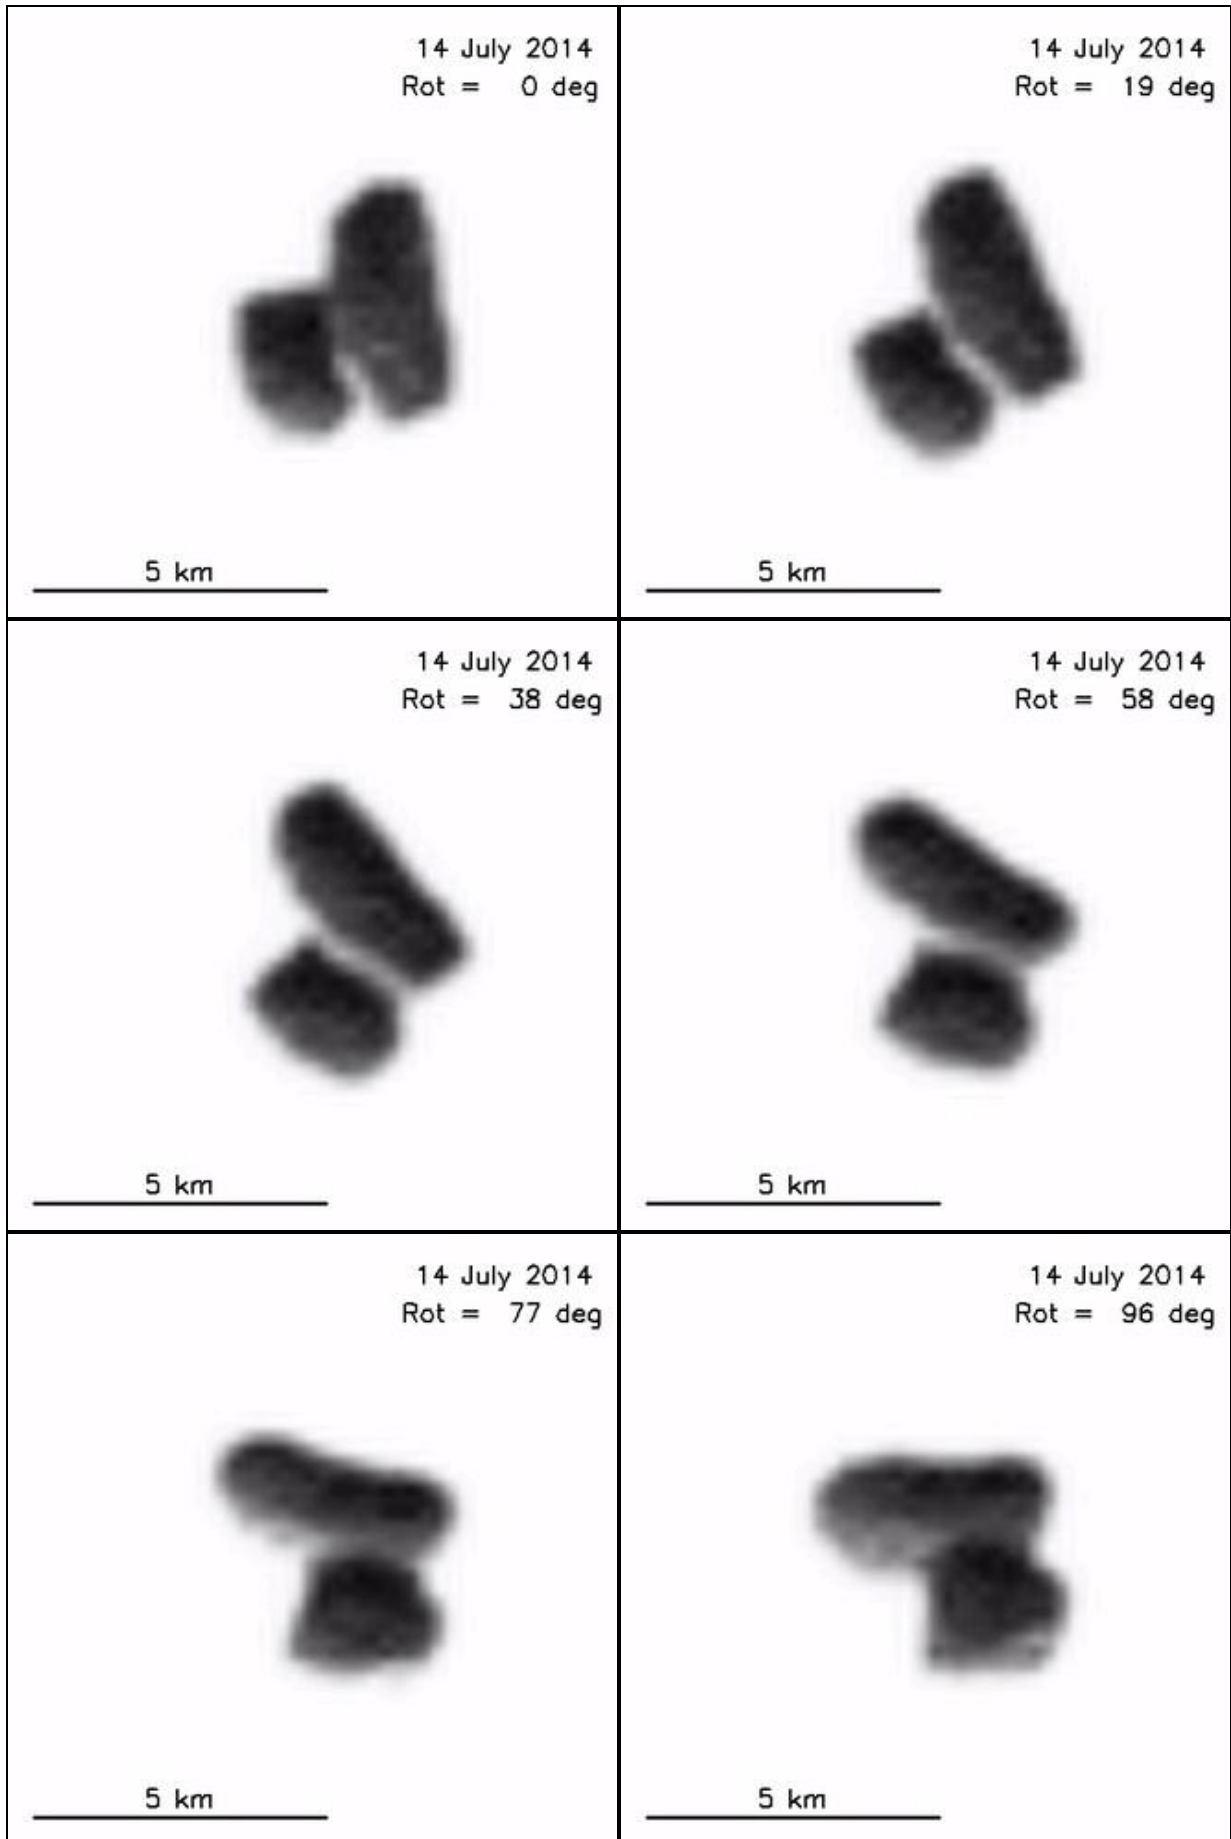 14 July 2014
Rot = 0 deg
5 km
14 July 2014
Rot = 19 deg
5 km
14 July 2014
Rot = 38 deg
5 km
14 July 2014
Rot = 58 deg
5 km
14 July 2014
Rot = 77 deg
5 km
14 July 2014
Rot = 96 deg
5 km